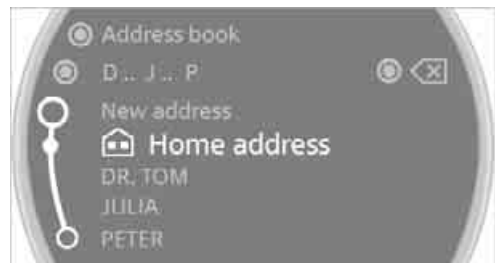 Address book
D .. J .. P
New address
Home address
DR. TOM
JULIA
PETER